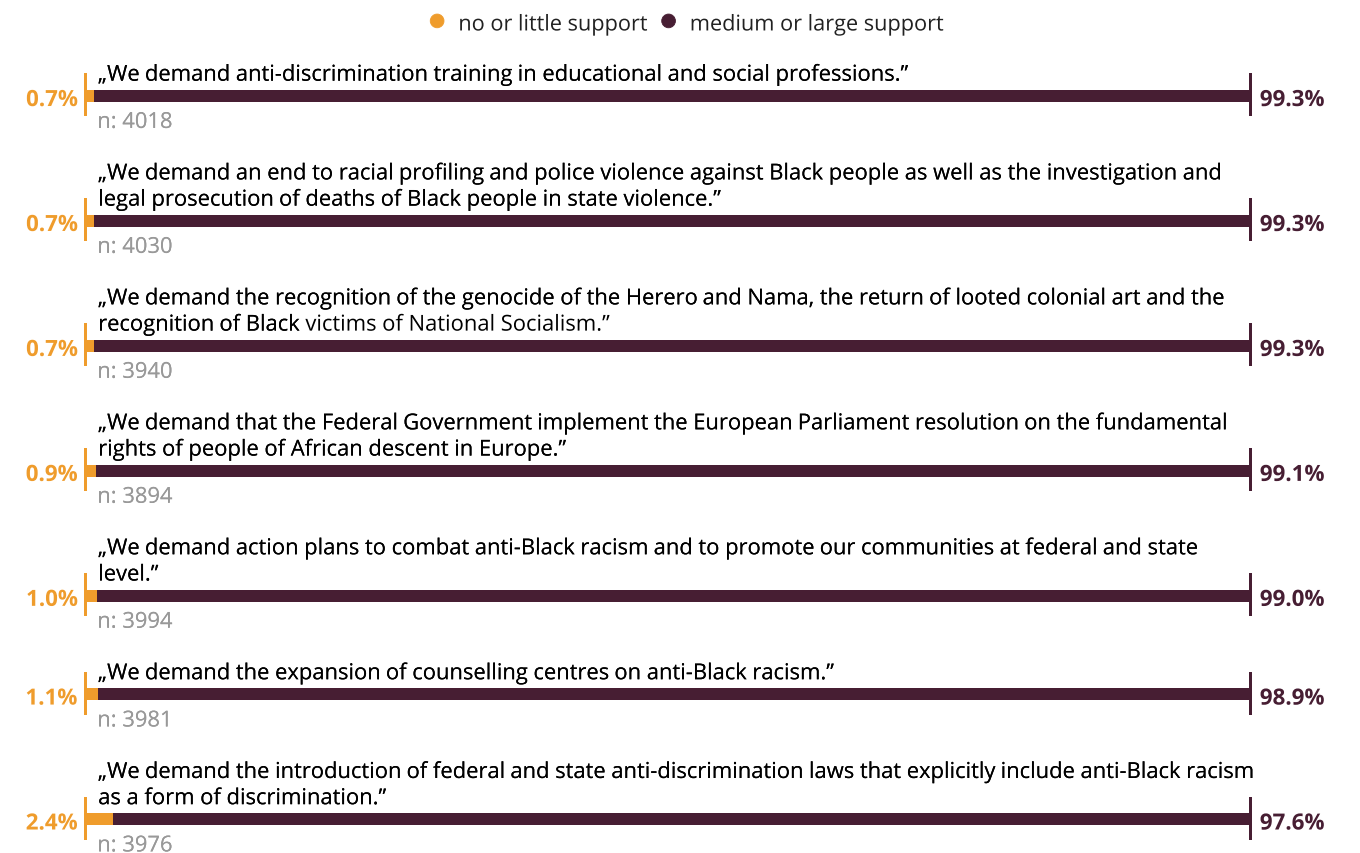 no or little support medium or large support
„We demand anti-discrimination training in educational and social professions.”
0.7% 99.3%
n: 4018
„We demand an end to racial profiling and police violence against Black people as well as the investigation and
legal prosecution of deaths of Black people in state violence.”
0.7% 99.3%
n: 4030
„We demand the recognition of the genocide of the Herero and Nama, the return of looted colonial art and the
recognition of Black victims of National Socialism.”
0.7% 99.3%
n: 3940
„We demand that the Federal Government implement the European Parliament resolution on the fundamental
rights of people of African descent in Europe.”
0.9% 99.1%
n: 3894
„We demand action plans to combat anti-Black racism and to promote our communities at federal and state
level.”
1.0% 99.0%
n: 3994
„We demand the expansion of counselling centres on anti-Black racism.”
1.1% 98.9%
n: 3981
„We demand the introduction of federal and state anti-discrimination laws that explicitly include anti-Black racism
as a form of discrimination.”
2.4% 97.6%
n: 3976